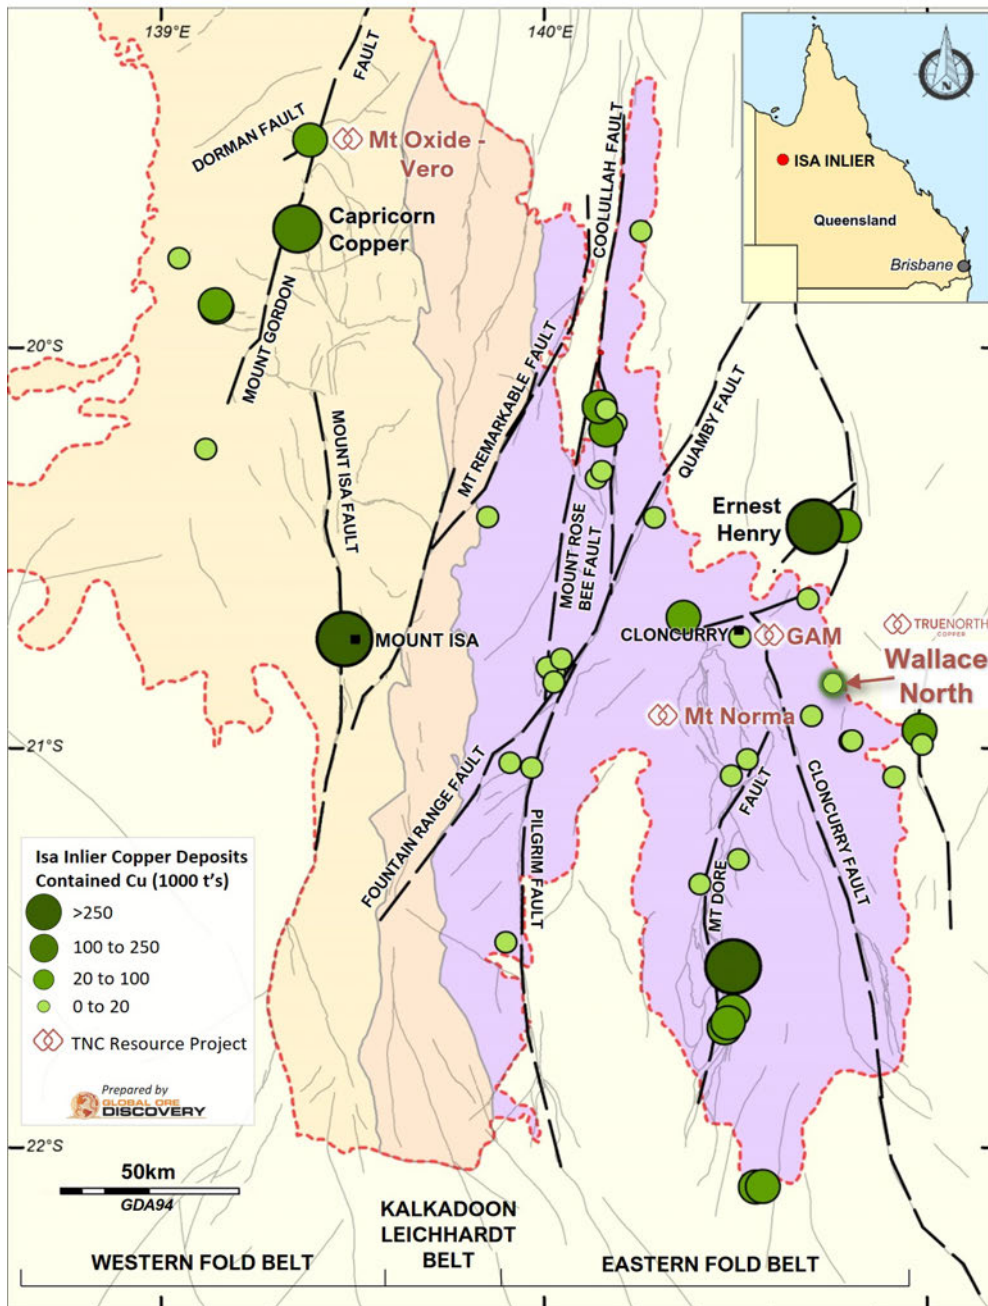 139°E
140°E
FAULT
DORMAN FAULT
Mt Oxide -
Vero
Capricorn
Copper
MOUNT GORDON
COOLULLAH FAULT
ISA INLIER
Queensland
Brisbane
N
20°S
MOUNT ISA FAULT
MT REMARKABLE FAULT
QUAMBY FAULT
MOUNT ROSE
BEE FAULT
Ernest
Henry
MOUNT ISA
CLONCURRY
GAM
TRUENORTH
COPPER
Wallace
North
Mt Norma
21°S
FOUNTAIN RANGE FAULT
PILGRIM FAULT
FAULT
MT DORE
CLONCURRY FAULT
Isa Inlier Copper Deposits
Contained Cu (1000 t's)
>250
100 to 250
20 to 100
0 to 20
TNC Resource Project
Prepared by
GLOBAL ORE
DISCOVERY
22°S
50km
GDA94
WESTERN FOLD BELT
KALKADOON
LEICHHARDT
BELT
EASTERN FOLD BELT